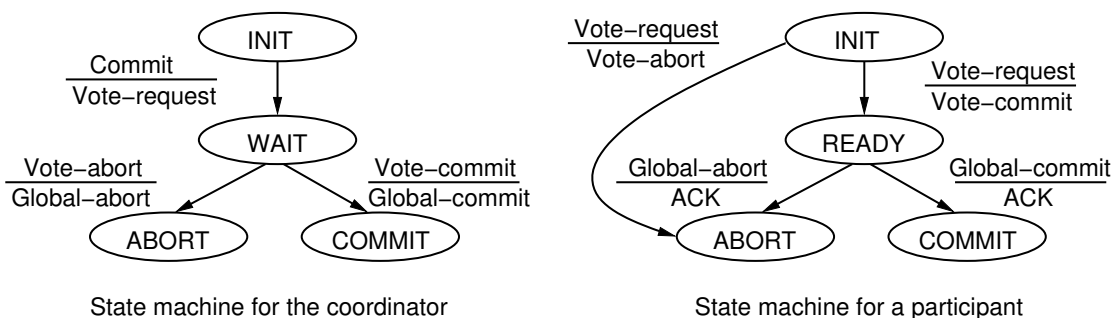 INIT
Commit
Vote−request
WAIT
Vote−abort
Global−abort
Vote−commit
Global−commit
ABORT
COMMIT
State machine for the coordinator
Vote−request
Vote−abort
INIT
Vote−request
Vote−commit
READY
Global−abort
ACK
Global−commit
ACK
ABORT
COMMIT
State machine for a participant